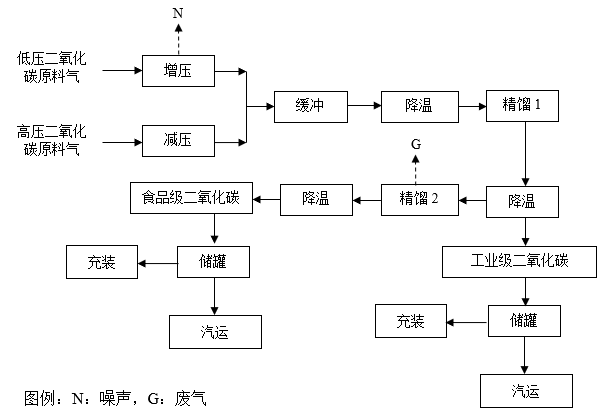 N
低压二氧化
碳原料气
增压
缓冲
降温
精馏 1
高压二氧化
碳原料气
减压
G
食品级二氧化碳
降温
精馏 2
降温
充装
储罐
工业级二氧化碳
汽运
充装
储罐
汽运
图例：N：噪声，G：废气